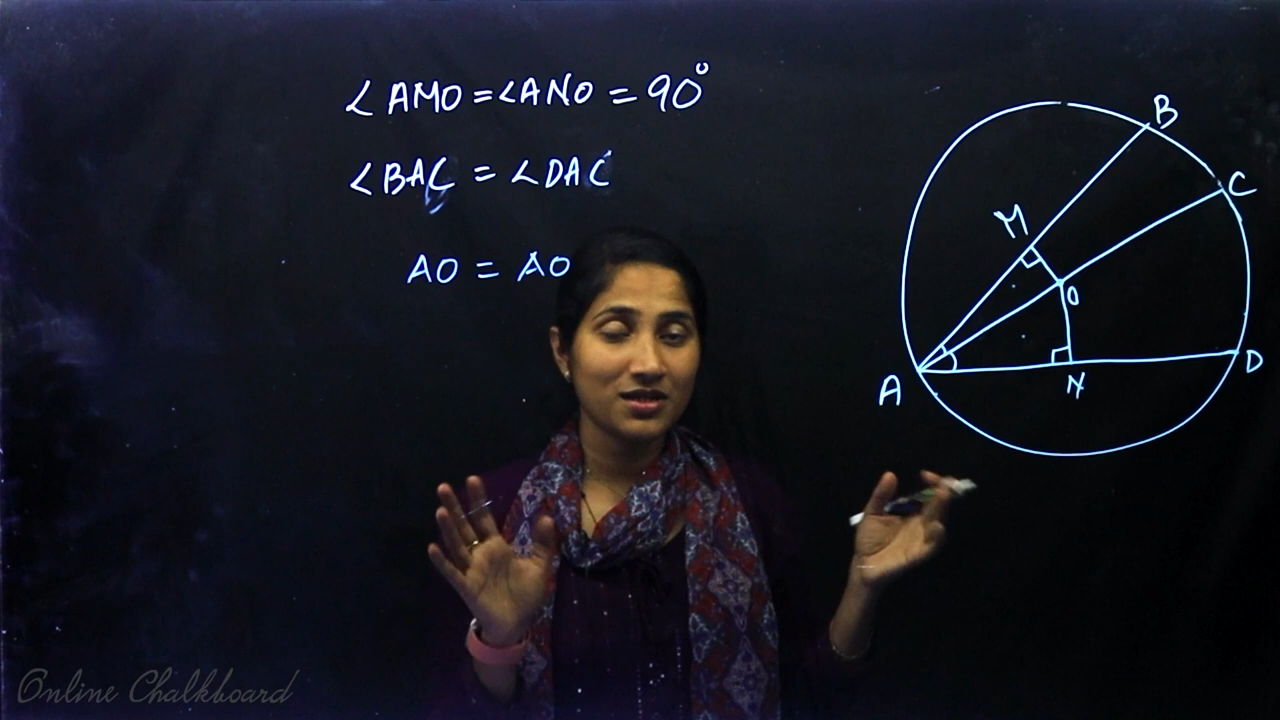 ∠AMO = ∠ANO = 90°
∠BAC = ∠DAC
AO = AO
B
C
M
O
A
N
D
Online Chalkboard